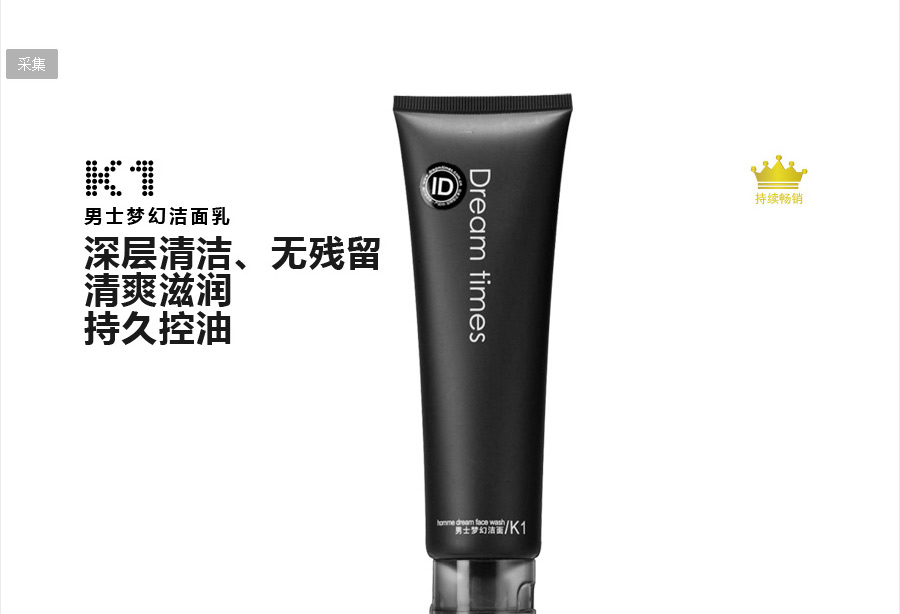 采集
K1
男士梦幻洁面乳
深层清洁、无残留
清爽滋润
持久控油
ID
Dream times
homme dream face wash/K1
男士梦幻洁面
持续畅销